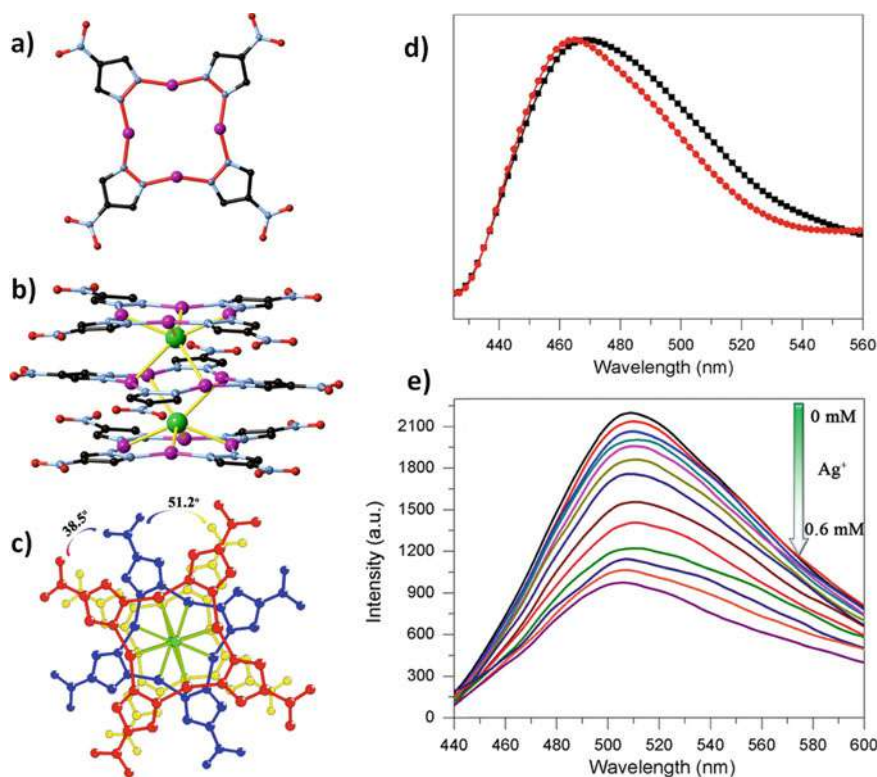 a)
b)
c)
38.5°
51.2°
d)
440 460 480 500 520 540 560
Wavelength (nm)
e)
2100
1800
1500
1200
900
600
300
0
Intensity (a.u.)
0 mM
Ag⁺
0.6 mM
440 460 480 500 520 540 560 580 600
Wavelength (nm)